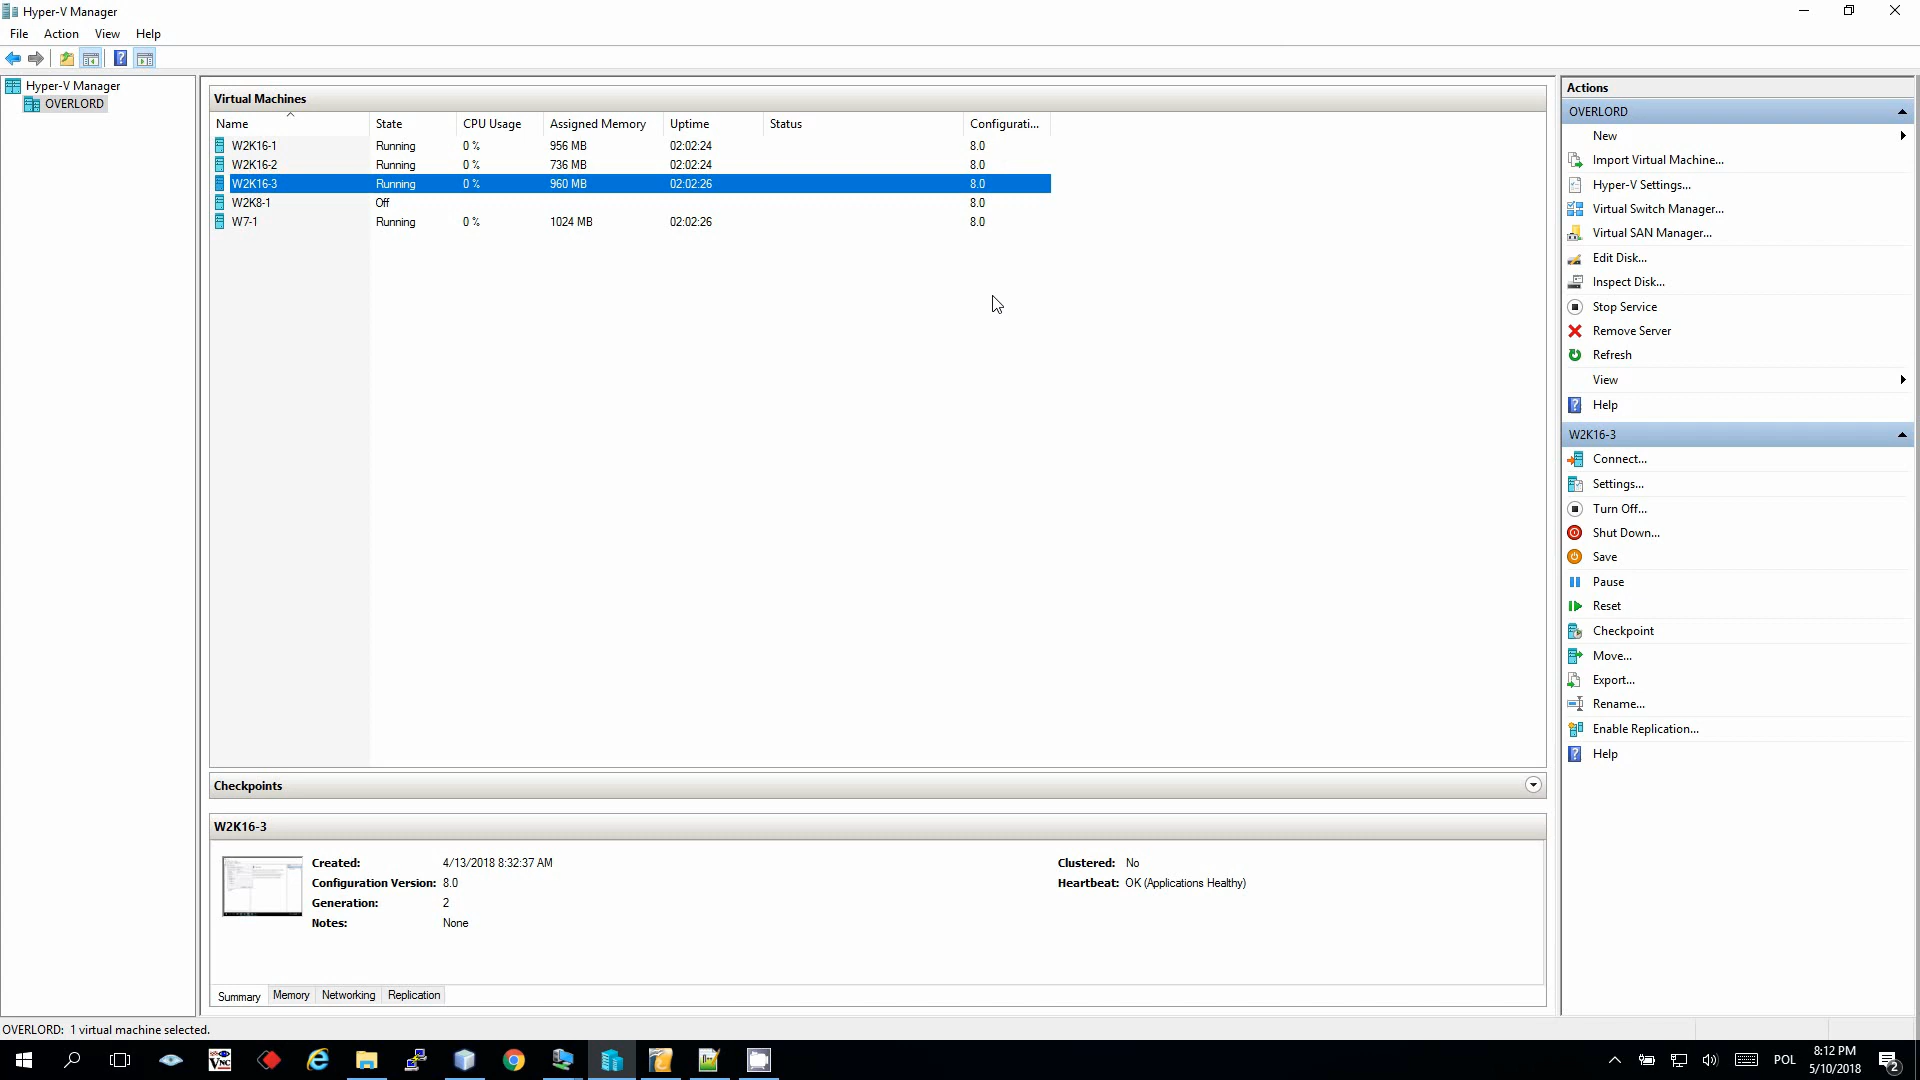 Hyper-V Manager
File Action View Help
Hyper-V Manager
OVERLORD
Virtual Machines
Name State CPU Usage Assigned Memory Uptime Status Configurati...
W2K16-1 Running 0 % 956 MB 02:02:24 8.0
W2K16-2 Running 0 % 736 MB 02:02:24 8.0
W2K16-3 Running 0 % 960 MB 02:02:26 8.0
W2K8-1 Off 8.0
W7-1 Running 0 % 1024 MB 02:02:26 8.0
Checkpoints
W2K16-3
Created: 4/13/2018 8:32:37 AM
Configuration Version: 8.0
Generation: 2
Notes: None
Clustered: No
Heartbeat: OK (Applications Healthy)
Summary Memory Networking Replication
Actions
OVERLORD
New
Import Virtual Machine...
Hyper-V Settings...
Virtual Switch Manager...
Virtual SAN Manager...
Edit Disk...
Inspect Disk...
Stop Service
Remove Server
Refresh
View
Help
W2K16-3
Connect...
Settings...
Turn Off...
Shut Down...
Save
Pause
Reset
Checkpoint
Move...
Export...
Rename...
Enable Replication...
Help
OVERLORD: 1 virtual machine selected.
POL
8:12 PM
5/10/2018
2